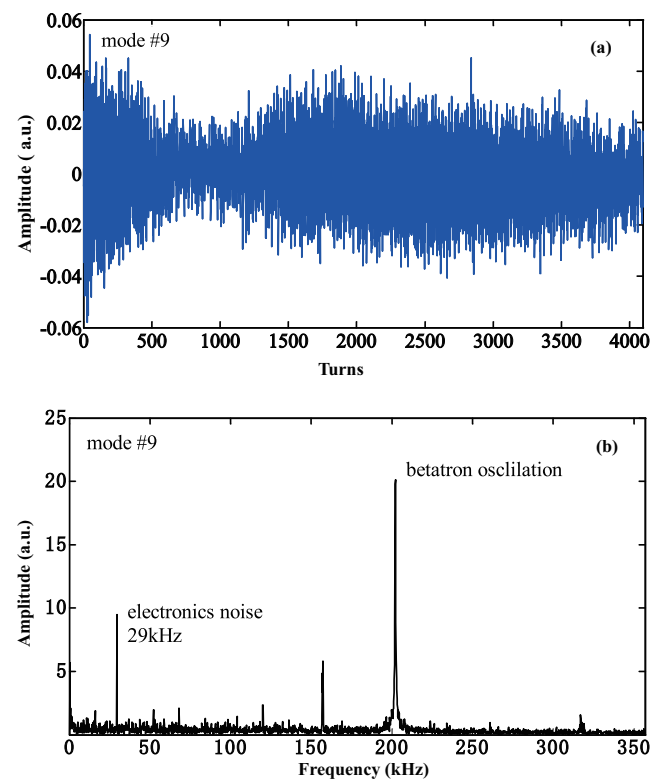 0.06
mode #9
(a)
0.04
0.02
0
-0.02
-0.04
-0.06
Amplitude ( a.u.)
0 500 1000 1500 2000 2500 3000 3500 4000
Turns
25
mode #9
(b)
betatron osclilation
20
15
10
electronics noise
29kHz
5
Amplitude (a.u.)
0 50 100 150 200 250 300 350
Frequency (kHz)